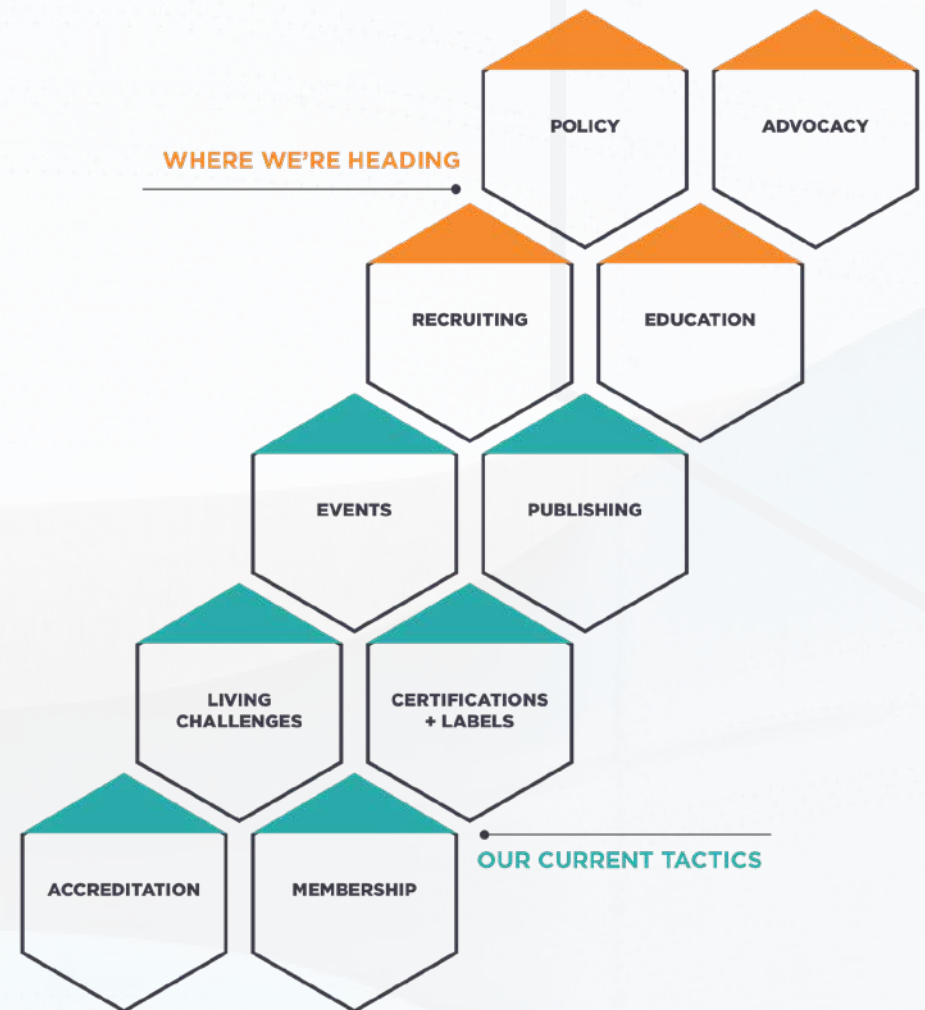 POLICY
ADVOCACY
WHERE WE'RE HEADING
RECRUITING
EDUCATION
EVENTS
PUBLISHING
LIVING
CHALLENGES
CERTIFICATIONS
+ LABELS
OUR CURRENT TACTICS
ACCREDITATION
MEMBERSHIP